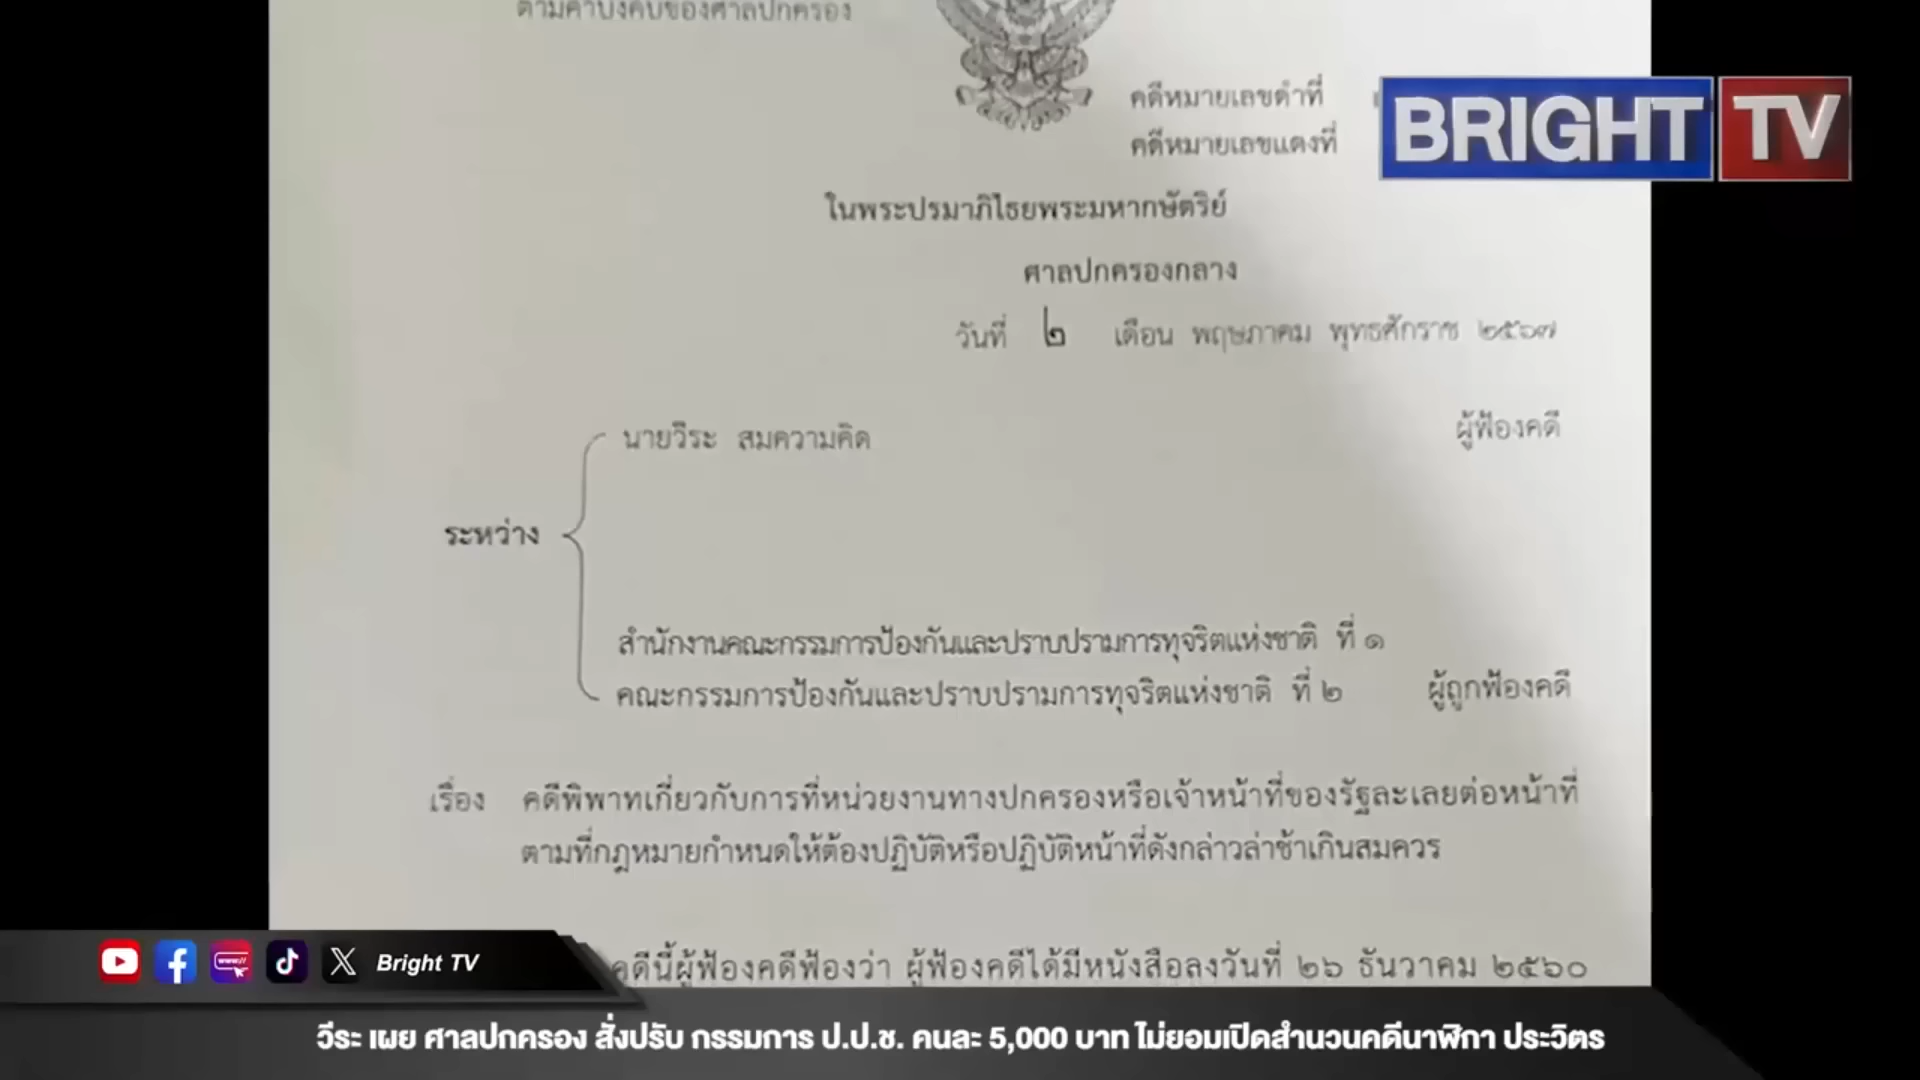 ตามคำบังคับของศาลปกครอง
คดีหมายเลขดำที่
คดีหมายเลขแดงที่
BRIGHT TV
ในพระปรมาภิไธยพระมหากษัตริย์
ศาลปกครองกลาง
วันที่ ๒ เดือน พฤษภาคม พุทธศักราช ๒๕๖๗
นายวีระ สมความคิด ผู้ฟ้องคดี
ระหว่าง
สำนักงานคณะกรรมการป้องกันและปราบปรามการทุจริตแห่งชาติ ที่ ๑
คณะกรรมการป้องกันและปราบปรามการทุจริตแห่งชาติ ที่ ๒ ผู้ถูกฟ้องคดี
เรื่อง คดีพิพาทเกี่ยวกับการที่หน่วยงานทางปกครองหรือเจ้าหน้าที่ของรัฐละเลยต่อหน้าที่
ตามที่กฎหมายกำหนดให้ต้องปฏิบัติหรือปฏิบัติหน้าที่ดังกล่าวล่าช้าเกินสมควร
คดีนี้ผู้ฟ้องคดีฟ้องว่า ผู้ฟ้องคดีได้มีหนังสือลงวันที่ ๒๖ ธันวาคม ๒๕๖๐
www//
Bright TV
วีระ เผย ศาลปกครอง สั่งปรับ กรรมการ ป.ป.ช. คนละ 5,000 บาท ไม่ยอมเปิดสำนวนคดีนาฬิกา ประวิตร